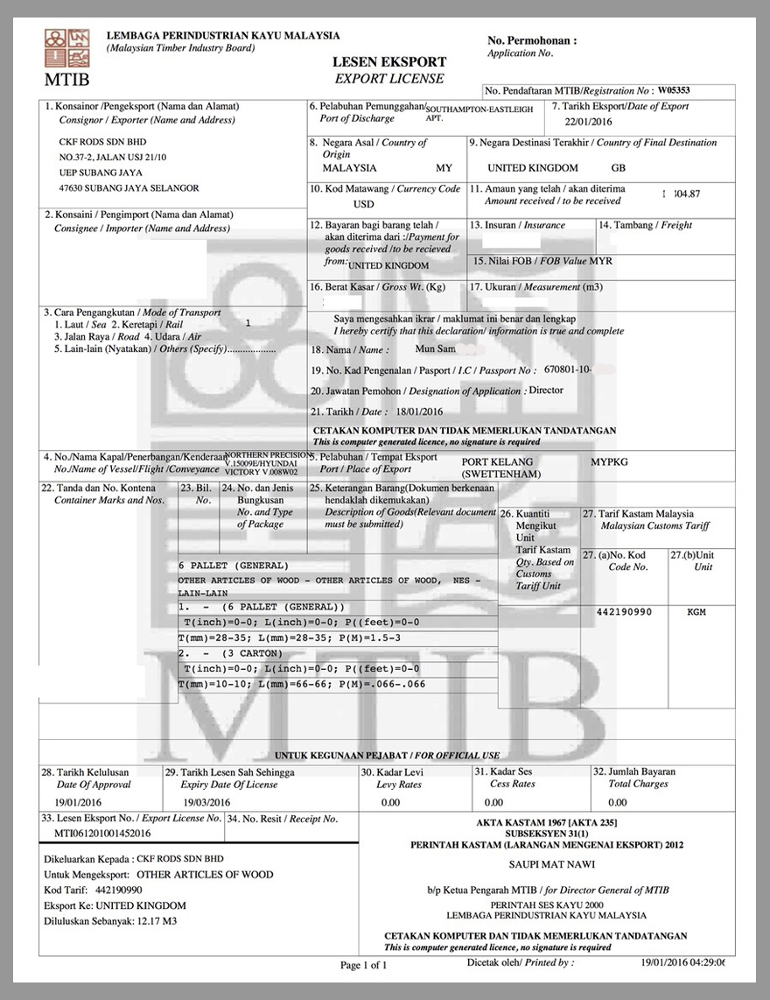 LEMBAGA PERINDUSTRIAN KAYU MALAYSIA
(Malaysian Timber Industry Board)
MTIB
LESEN EKSPORT
EXPORT LICENSE
No. Permohonan :
Application No.
No. Pendaftaran MTIB/Registration No : W05353
1. Konsainor /Pengeksport (Nama dan Alamat)
Consignor / Exporter (Name and Address)
CKF RODS SDN BHD
NO.37-2, JALAN USJ 21/10
UEP SUBANG JAYA
47630 SUBANG JAYA SELANGOR
2. Konsaini / Pengimport (Nama dan Alamat)
Consignee / Importer (Name and Address)
3. Cara Pengangkutan / Mode of Transport
1. Laut / Sea 2. Keretapi / Rail 1
3. Jalan Raya / Road 4. Udara / Air
5. Lain-lain (Nyatakan) / Others (Specify)...................
6. Pelabuhan Pemunggahan/ SOUTHAMPTON-EASTLEIGH
Port of Discharge APT.
7. Tarikh Eksport/Date of Export
22/01/2016
8. Negara Asal / Country of
Origin
MALAYSIA MY
9. Negara Destinasi Terakhir / Country of Final Destination
UNITED KINGDOM GB
10. Kod Matawang / Currency Code
USD
11. Amaun yang telah / akan diterima
Amount received / to be received
04.87
12. Bayaran bagi barang telah /
akan diterima dari :/Payment for
goods received /to be recieved
from: UNITED KINGDOM
13. Insuran / Insurance
14. Tambang / Freight
15. Nilai FOB / FOB Value MYR
16. Berat Kasar / Gross Wt. (Kg)
17. Ukuran / Measurement (m3)
Saya mengesahkan ikrar / maklumat ini benar dan lengkap
I hereby certify that this declaration/ information is true and complete
18. Nama / Name : Mun Sam
19. No. Kad Pengenalan / Pasport / I.C / Passport No : 670801-10-
20. Jawatan Pemohon / Designation of Application : Director
21. Tarikh / Date : 18/01/2016
CETAKAN KOMPUTER DAN TIDAK MEMERLUKAN TANDATANGAN
This is computer generated licence, no signature is required
4. No./Nama Kapal/Penerbangan/Kenderaan
No./Name of Vessel/Flight /Conveyance
NORTHERN PRECISION
V.15009E/HYUNDAI
VICTORY V.008W02
5. Pelabuhan / Tempat Eksport
Port / Place of Export
PORT KELANG
(SWETTENHAM)
MYPKG
22. Tanda dan No. Kontena
Container Marks and Nos.
23. Bil.
No.
24. No. dan Jenis
Bungkusan
No. and Type
of Package
25. Keterangan Barang(Dokumen berkenaan
hendaklah dikemukakan)
Description of Goods(Relevant document
must be submitted)
26. Kuantiti
Mengikut
Unit
Tarif Kastam
Qty. Based on
Customs
Tariff Unit
27. Tarif Kastam Malaysia
Malaysian Customs Tariff
27. (a)No. Kod
Code No.
27.(b)Unit
Unit
6 PALLET (GENERAL)
OTHER ARTICLES OF WOOD - OTHER ARTICLES OF WOOD, NES -
LAIN-LAIN
1. - (6 PALLET (GENERAL))
T(inch)=0-0; L(inch)=0-0; P((feet)=0-0
T(mm)=28-35; L(mm)=28-35; P(M)=1.5-3
2. - (3 CARTON)
T(inch)=0-0; L(inch)=0-0; P((feet)=0-0
T(mm)=10-10; L(mm)=66-66; P(M)=.066-.066
442190990 KGM
MTIB
UNTUK KEGUNAAN PEJABAT / FOR OFFICIAL USE
28. Tarikh Kelulusan
Date Of Approval
19/01/2016
29. Tarikh Lesen Sah Sehingga
Expiry Date Of License
19/03/2016
30. Kadar Levi
Levy Rates
0.00
31. Kadar Ses
Cess Rates
0.00
32. Jumlah Bayaran
Total Charges
0.00
33. Lesen Eksport No. / Export License No.
MTI061201001452016
34. No. Resit / Receipt No.
Dikeluarkan Kepada : CKF RODS SDN BHD
Untuk Mengeksport: OTHER ARTICLES OF WOOD
Kod Tarif: 442190990
Eksport Ke: UNITED KINGDOM
Diluluskan Sebanyak: 12.17 M3
AKTA KASTAM 1967 [AKTA 235]
SUBSEKSYEN 31(1)
PERINTAH KASTAM (LARANGAN MENGENAI EKSPORT) 2012
SAUPI MAT NAWI
b/p Ketua Pengarah MTIB / for Director General of MTIB
PERINTAH SES KAYU 2000
LEMBAGA PERINDUSTRIAN KAYU MALAYSIA
CETAKAN KOMPUTER DAN TIDAK MEMERLUKAN TANDATANGAN
This is computer generated licence, no signature is required
Page 1 of 1
Dicetak oleh/ Printed by : 19/01/2016 04:29:06